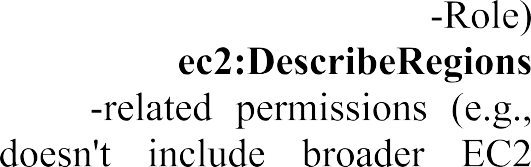 -Role)
ec2:DescribeRegions
-related permissions (e.g.,
doesn't include broader EC2